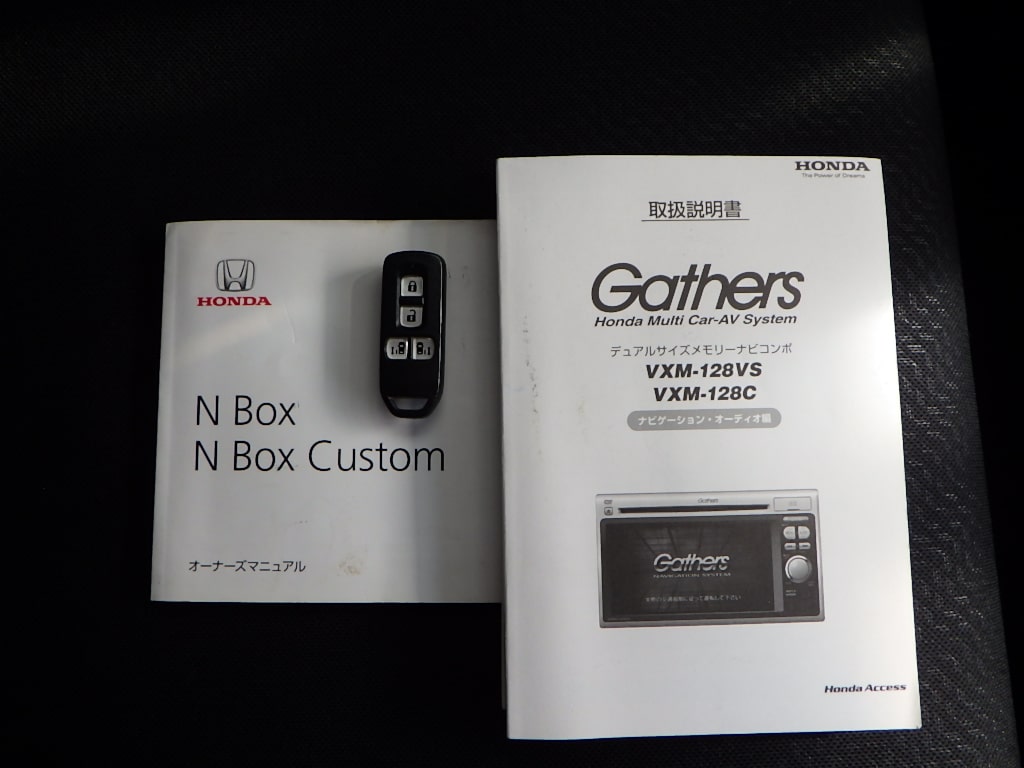 HONDA
N Box
N Box Custom
オーナーズマニュアル
HONDA
The Power of Dreams
取扱説明書
Gathers
Honda Multi Car-AV System
デュアルサイズメモリーナビコンポ
VXM-128VS
VXM-128C
ナビゲーション・オーディオ編
Gathers
Gathers
NAVIGATION SYSTEM
Honda Access